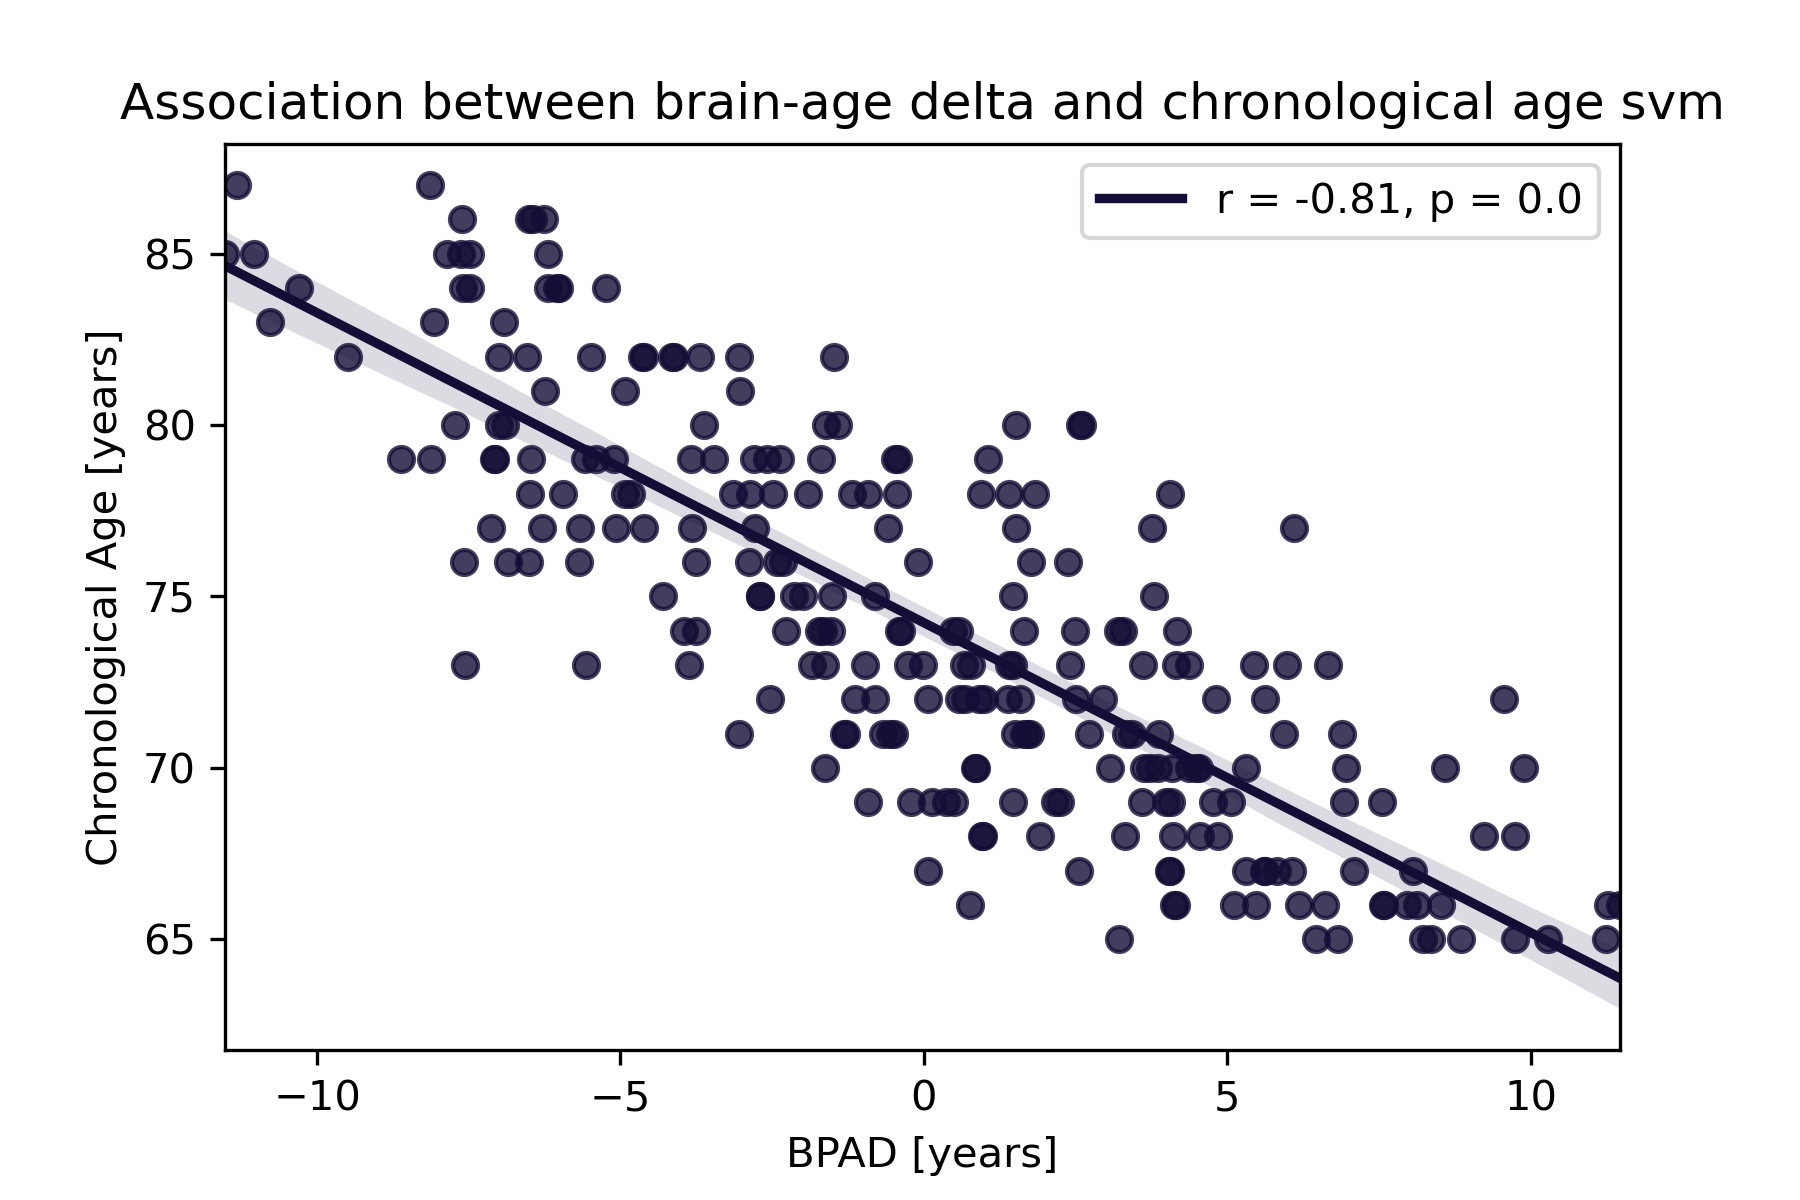 Association between brain-age delta and chronological age svm
r = -0.81, p = 0.0
Chronological Age [years]
85
80
75
70
65
−10
−5
0
5
10
BPAD [years]